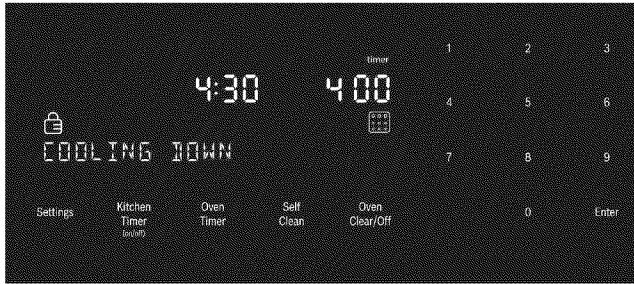 timer
4:30
4 00
COOLING DOWN
Settings
Kitchen Timer (on/off)
Oven Timer
Self Clean
Oven Clear/Off
1 2 3
4 5 6
7 8 9
0 Enter